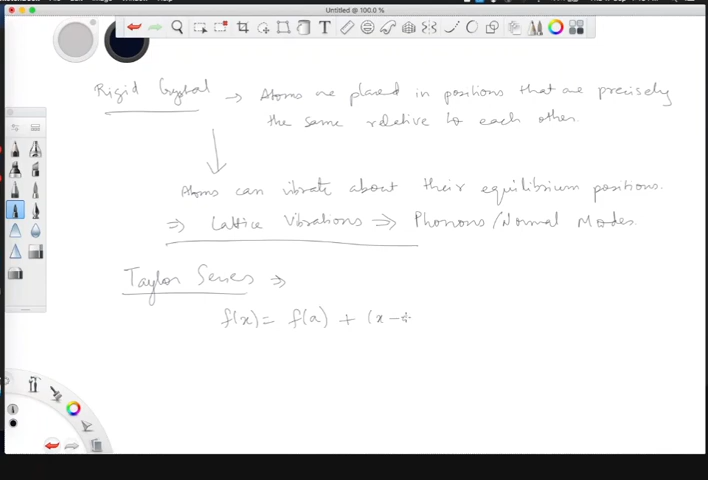 Untitled @ 100.0 %
Rigid Crystal → Atoms are placed in positions that are precisely
the same relative to each other.
Atoms can vibrate about their equilibrium positions.
⇒ Lattice Vibrations ⇒ Phonons/Normal Modes.
Taylor Series ⇒
f(x) = f(a) + (x-